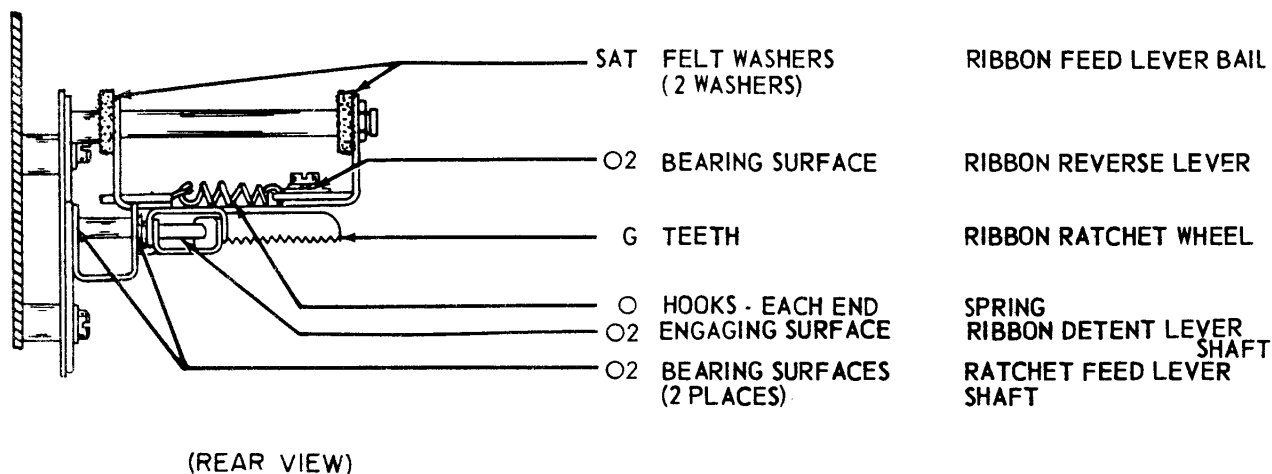 SAT FELT WASHERS RIBBON FEED LEVER BAIL
(2 WASHERS)
O2 BEARING SURFACE RIBBON REVERSE LEVER
G TEETH RIBBON RATCHET WHEEL
O HOOKS - EACH END SPRING
O2 ENGAGING SURFACE RIBBON DETENT LEVER
SHAFT
O2 BEARING SURFACES RATCHET FEED LEVER
(2 PLACES) SHAFT
(REAR VIEW)